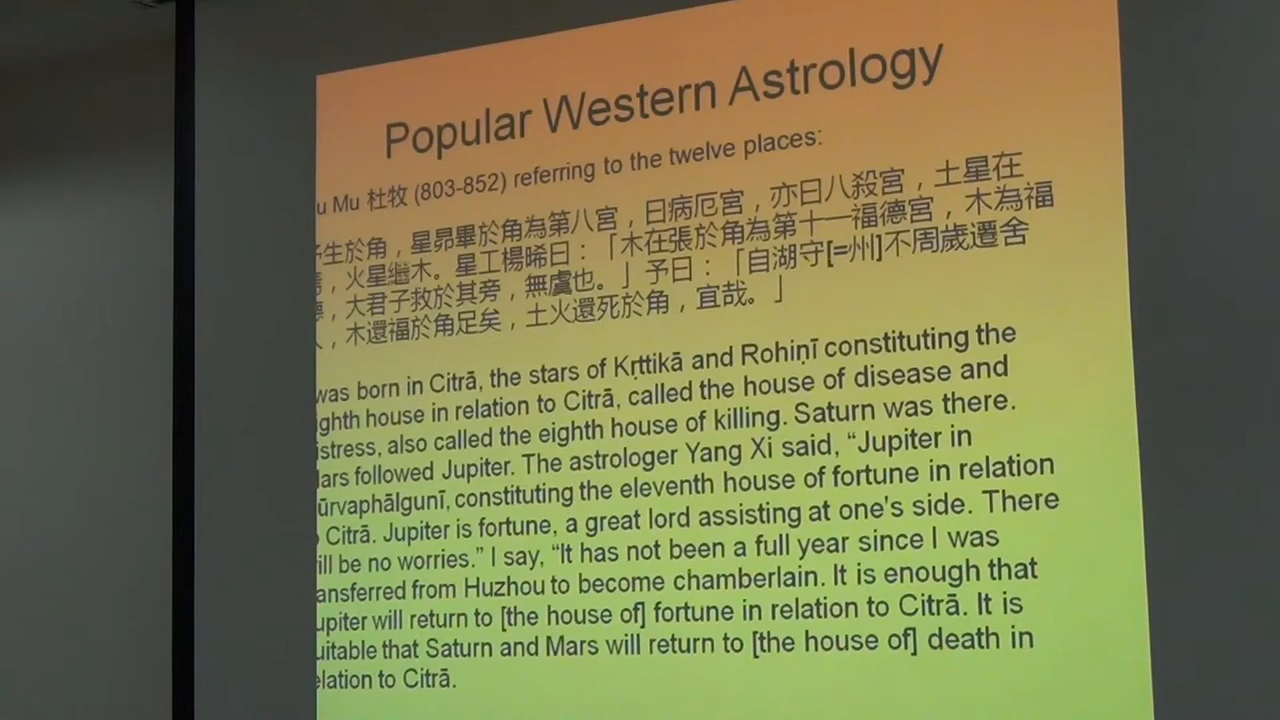 Popular Western Astrology
u Mu 杜牧 (803-852) referring to the twelve places:
生於角，星昴畢於角為第八宮，曰病厄宮，亦曰八殺宮，土星在
，火星繼木。星工楊晞曰：「木在張於角為第十一福德宮，木為福
，大君子救於其旁，無虞也。」予曰：「自湖守[=州]不周歲遷舍
，木還福於角足矣，土火還死於角，宜哉。」
was born in Citrā, the stars of Kṛttikā and Rohiṇī constituting the
ighth house in relation to Citrā, called the house of disease and
istress, also called the eighth house of killing. Saturn was there.
ars followed Jupiter. The astrologer Yang Xi said, “Jupiter in
ūrvaphālgunī, constituting the eleventh house of fortune in relation
Citrā. Jupiter is fortune, a great lord assisting at one's side. There
ill be no worries.” I say, “It has not been a full year since I was
ansferred from Huzhou to become chamberlain. It is enough that
upiter will return to [the house of] fortune in relation to Citrā. It is
uitable that Saturn and Mars will return to [the house of] death in
elation to Citrā.